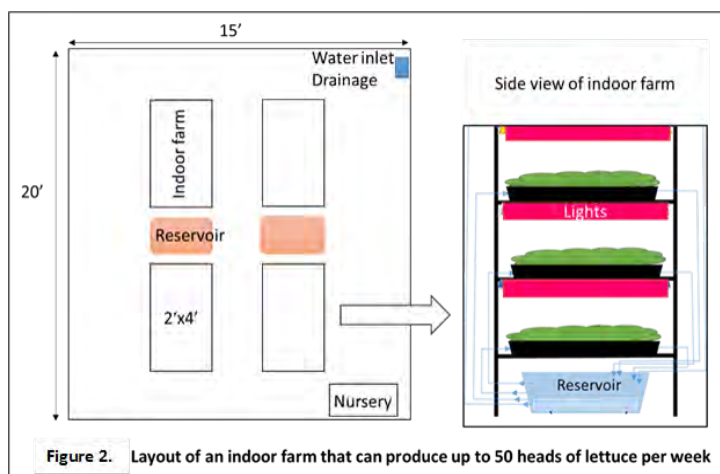 15’
Water inlet
Drainage
Indoor farm
20’
Reservoir
2’x4’
Nursery
Side view of indoor farm
Lights
Reservoir
Figure 2. Layout of an indoor farm that can produce up to 50 heads of lettuce per week